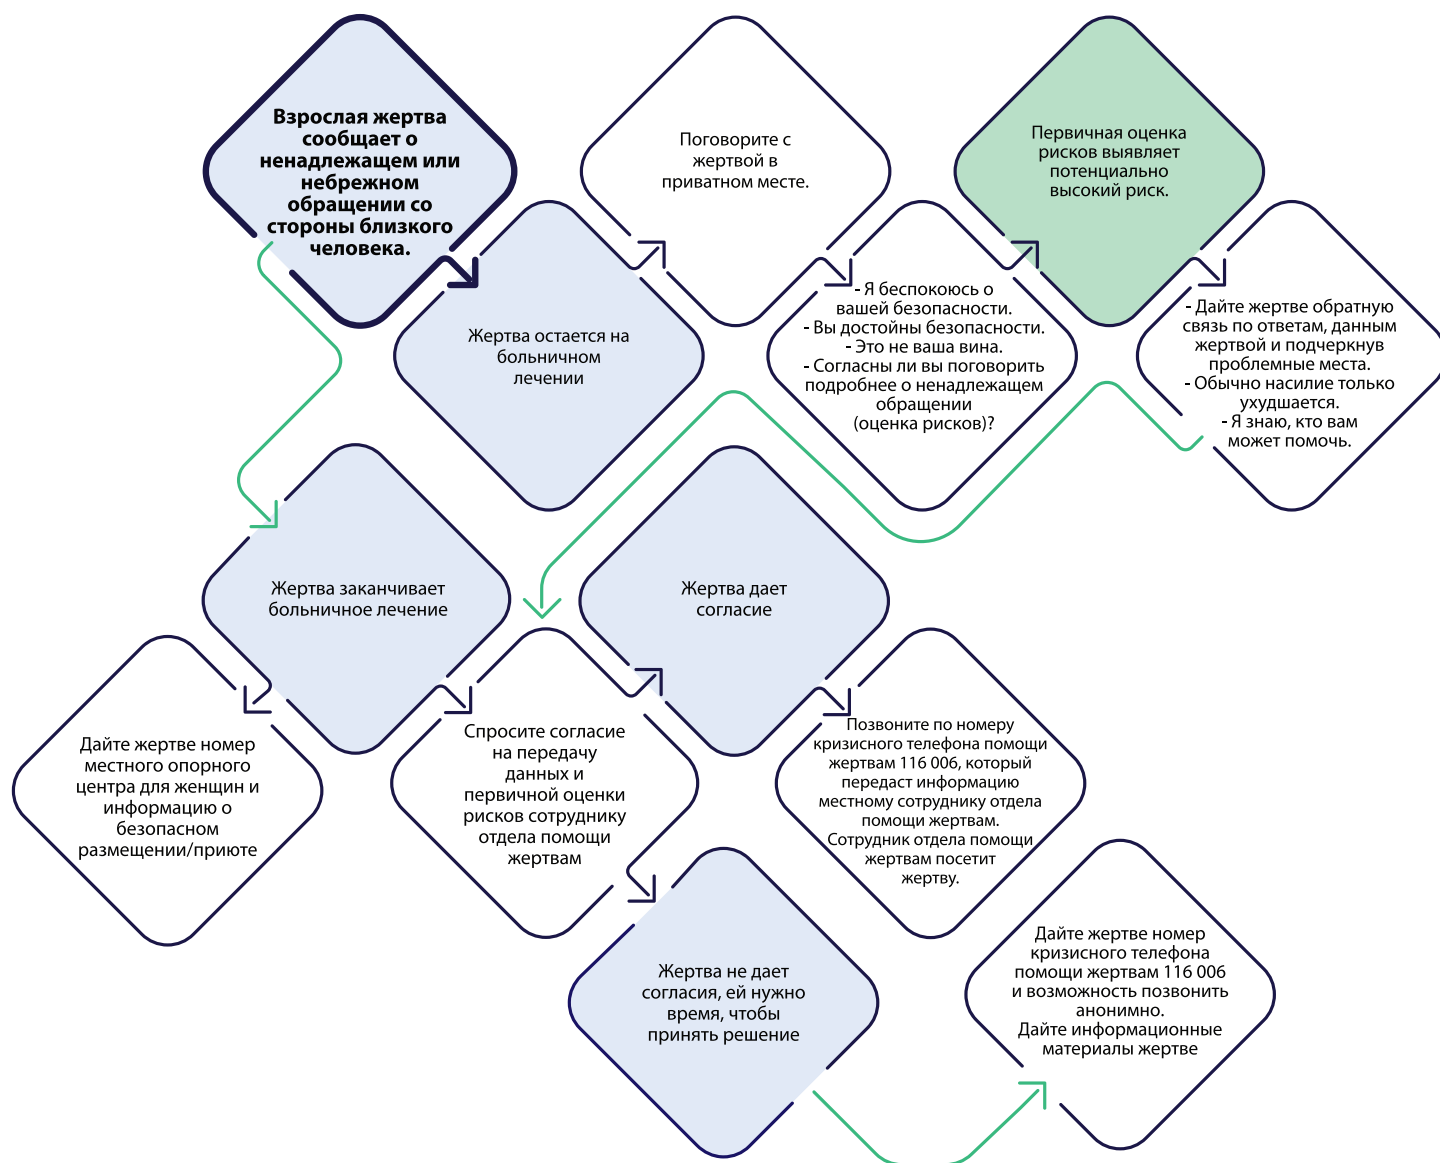 Взрослая жертва
сообщает о
ненадлежащем или
небрежном
обращении со
стороны близкого
человека.
Поговорите с
жертвой в
приватном месте.
Первичная оценка
рисков выявляет
потенциально
высокий риск.
Жертва остается на
больничном
лечении
- Я беспокоюсь о
вашей безопасности.
- Вы достойны безопасности.
- Это не ваша вина.
- Согласны ли вы поговорить
подробнее о ненадлежащем
обращении
(оценка рисков)?
- Дайте жертве обратную
связь по ответам, данным
жертвой и подчеркнув
проблемные места.
- Обычно насилие только
ухудшается.
- Я знаю, кто вам
может помочь.
Жертва заканчивает
больничное лечение
Жертва дает
согласие
Дайте жертве номер
местного опорного
центра для женщин и
информацию о
безопасном
размещении/приюте
Спросите согласие
на передачу
данных и
первичной оценки
рисков сотруднику
отдела помощи
жертвам
Позвоните по номеру
кризисного телефона помощи
жертвам 116 006, который
передаст информацию
местному сотруднику отдела
помощи жертвам.
Сотрудник отдела помощи
жертвам посетит
жертву.
Жертва не дает
согласия, ей нужно
время, чтобы
принять решение
Дайте жертве номер
кризисного телефона
помощи жертвам 116 006
и возможность позвонить
анонимно.
Дайте информационные
материалы жертве